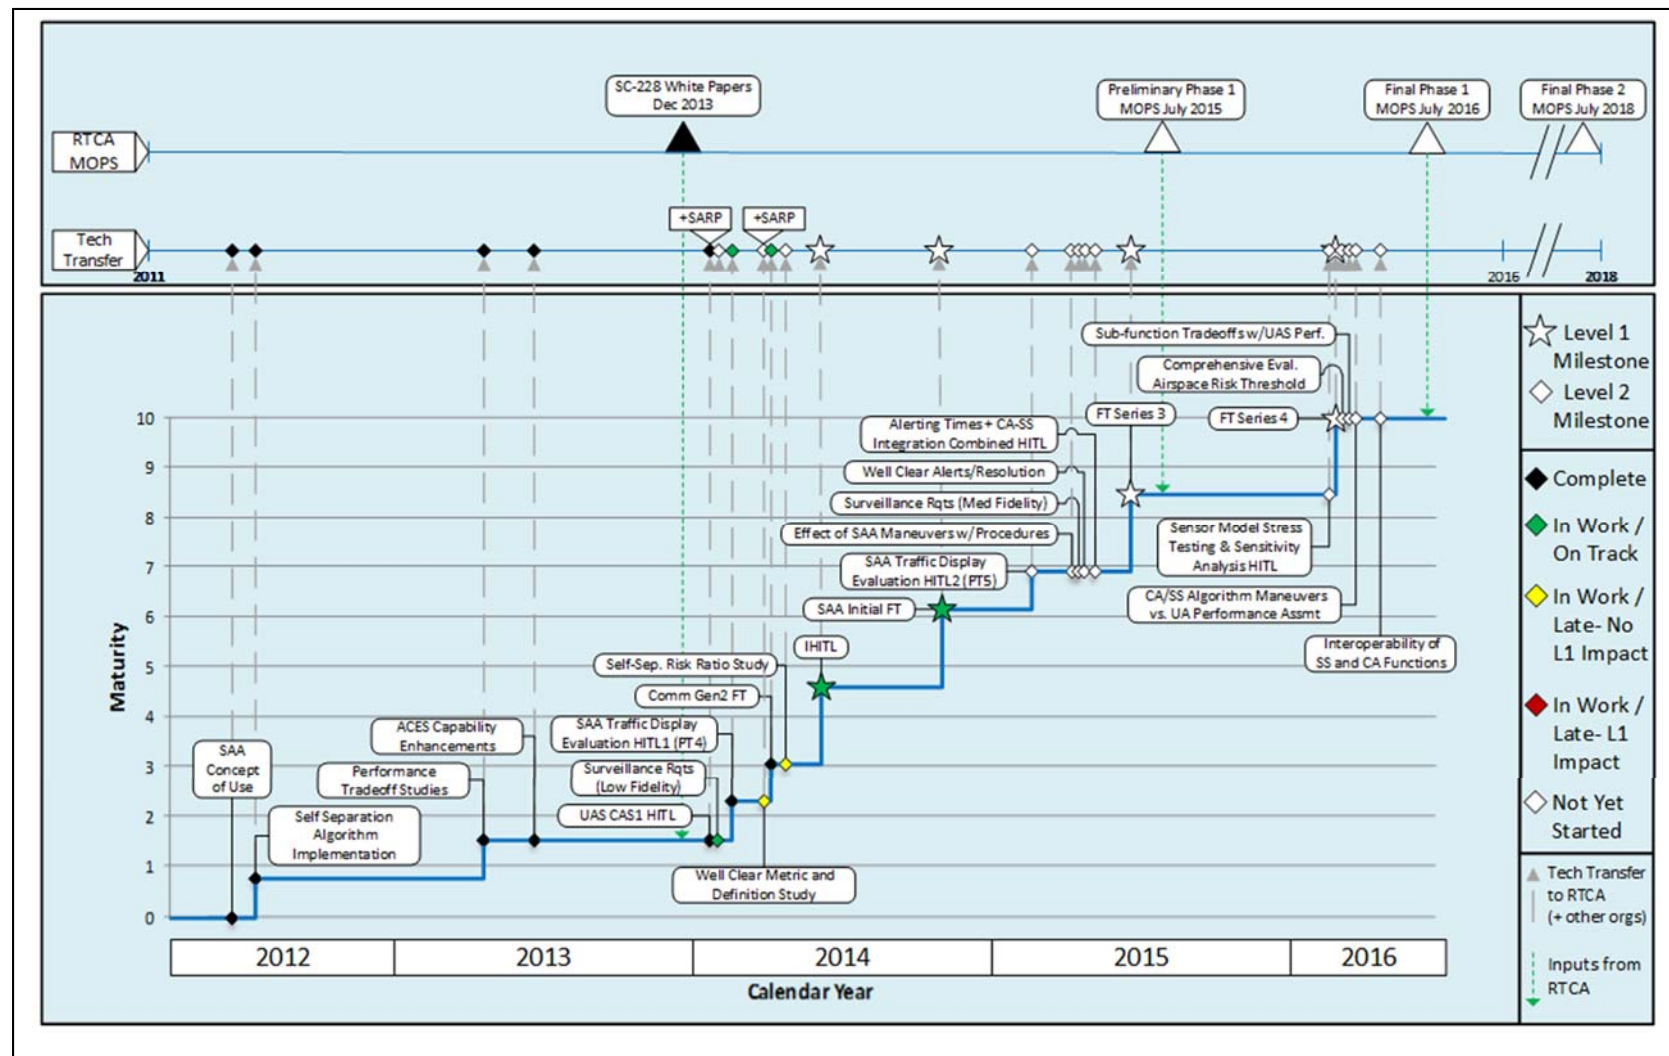 SC-228 White Papers
Dec 2013
Preliminary Phase 1
MOPS July 2015
Final Phase 1
MOPS July 2016
Final Phase 2
MOPS July 2018
RTCA
MOPS
+SARP
+SARP
Tech
Transfer
2011
2016
2018
Sub-function Tradeoffs w/UAS Perf.
Comprehensive Eval.
Airspace Risk Threshold
FT Series 3
FT Series 4
Alerting Times + CA-SS
Integration Combined HITL
Well Clear Alerts/Resolution
Surveillance Rqts (Med Fidelity)
Effect of SAA Maneuvers w/Procedures
SAA Traffic Display
Evaluation HITL2 (PT5)
Sensor Model Stress
Testing & Sensitivity
Analysis HITL
CA/SS Algorithm Maneuvers
vs. UA Performance Assmt
SAA Initial FT
IHITL
Interoperability of
SS and CA Functions
Self-Sep. Risk Ratio Study
Comm Gen2 FT
SAA Traffic Display
Evaluation HITL1 (PT4)
ACES Capability
Enhancements
SAA
Concept
of Use
Performance
Tradeoff Studies
Surveillance Rqts
(Low Fidelity)
UAS CAS1 HITL
Self Separation
Algorithm
Implementation
Well Clear Metric and
Definition Study
10
9
8
7
6
5
4
3
2
1
0
Maturity
2012
2013
2014
2015
2016
Calendar Year
Level 1
Milestone
Level 2
Milestone
Complete
In Work /
On Track
In Work /
Late- No
L1 Impact
In Work /
Late- L1
Impact
Not Yet
Started
Tech Transfer
to RTCA
(+ other orgs)
Inputs from
RTCA